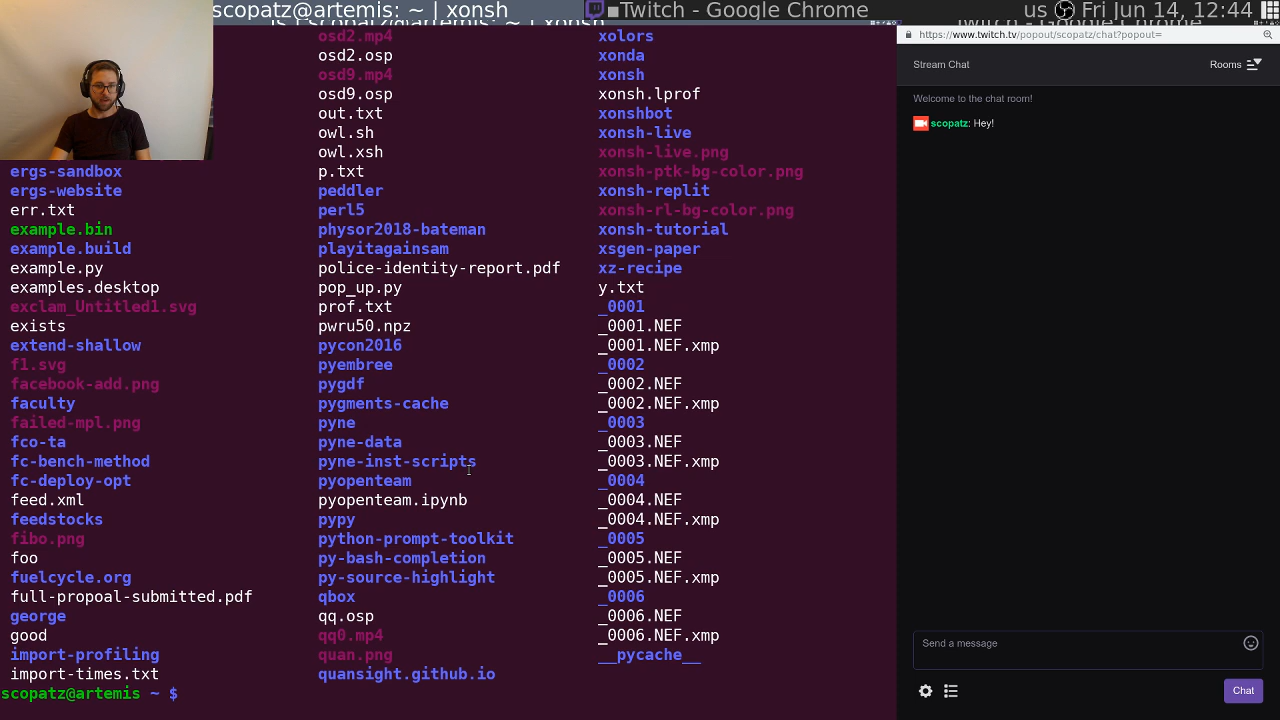 scopatz@artemis: ~ | xonsh
Twitch - Google Chrome
us
Fri Jun 14, 12:44
ergs-sandbox
ergs-website
err.txt
example.bin
example.build
example.py
examples.desktop
exclam_Untitled1.svg
exists
extend-shallow
f1.svg
facebook-add.png
faculty
failed-mpl.png
fco-ta
fc-bench-method
fc-deploy-opt
feed.xml
feedstocks
fibo.png
foo
fuelcycle.org
full-propoal-submitted.pdf
george
good
import-profiling
import-times.txt
scopatz@artemis ~ $
osd2.mp4
osd2.osp
osd9.mp4
osd9.osp
out.txt
owl.sh
owl.xsh
p.txt
peddler
perl5
physor2018-bateman
playitagainsam
police-identity-report.pdf
pop_up.py
prof.txt
pwru50.npz
pycon2016
pyembree
pygdf
pygments-cache
pyne
pyne-data
pyne-inst-scripts
pyopenteam
pyopenteam.ipynb
pypy
python-prompt-toolkit
py-bash-completion
py-source-highlight
qbox
qq.osp
qq0.mp4
quan.png
quansight.github.io
xolors
xonda
xonsh
xonsh.lprof
xonshbot
xonsh-live
xonsh-live.png
xonsh-ptk-bg-color.png
xonsh-replit
xonsh-rl-bg-color.png
xonsh-tutorial
xsgen-paper
xz-recipe
y.txt
_0001
_0001.NEF
_0001.NEF.xmp
_0002
_0002.NEF
_0002.NEF.xmp
_0003
_0003.NEF
_0003.NEF.xmp
_0004
_0004.NEF
_0004.NEF.xmp
_0005
_0005.NEF
_0005.NEF.xmp
_0006
_0006.NEF
_0006.NEF.xmp
__pycache__
https://www.twitch.tv/popout/scopatz/chat?popout=
Stream Chat
Rooms
Welcome to the chat room!
scopatz: Hey!
Send a message
Chat